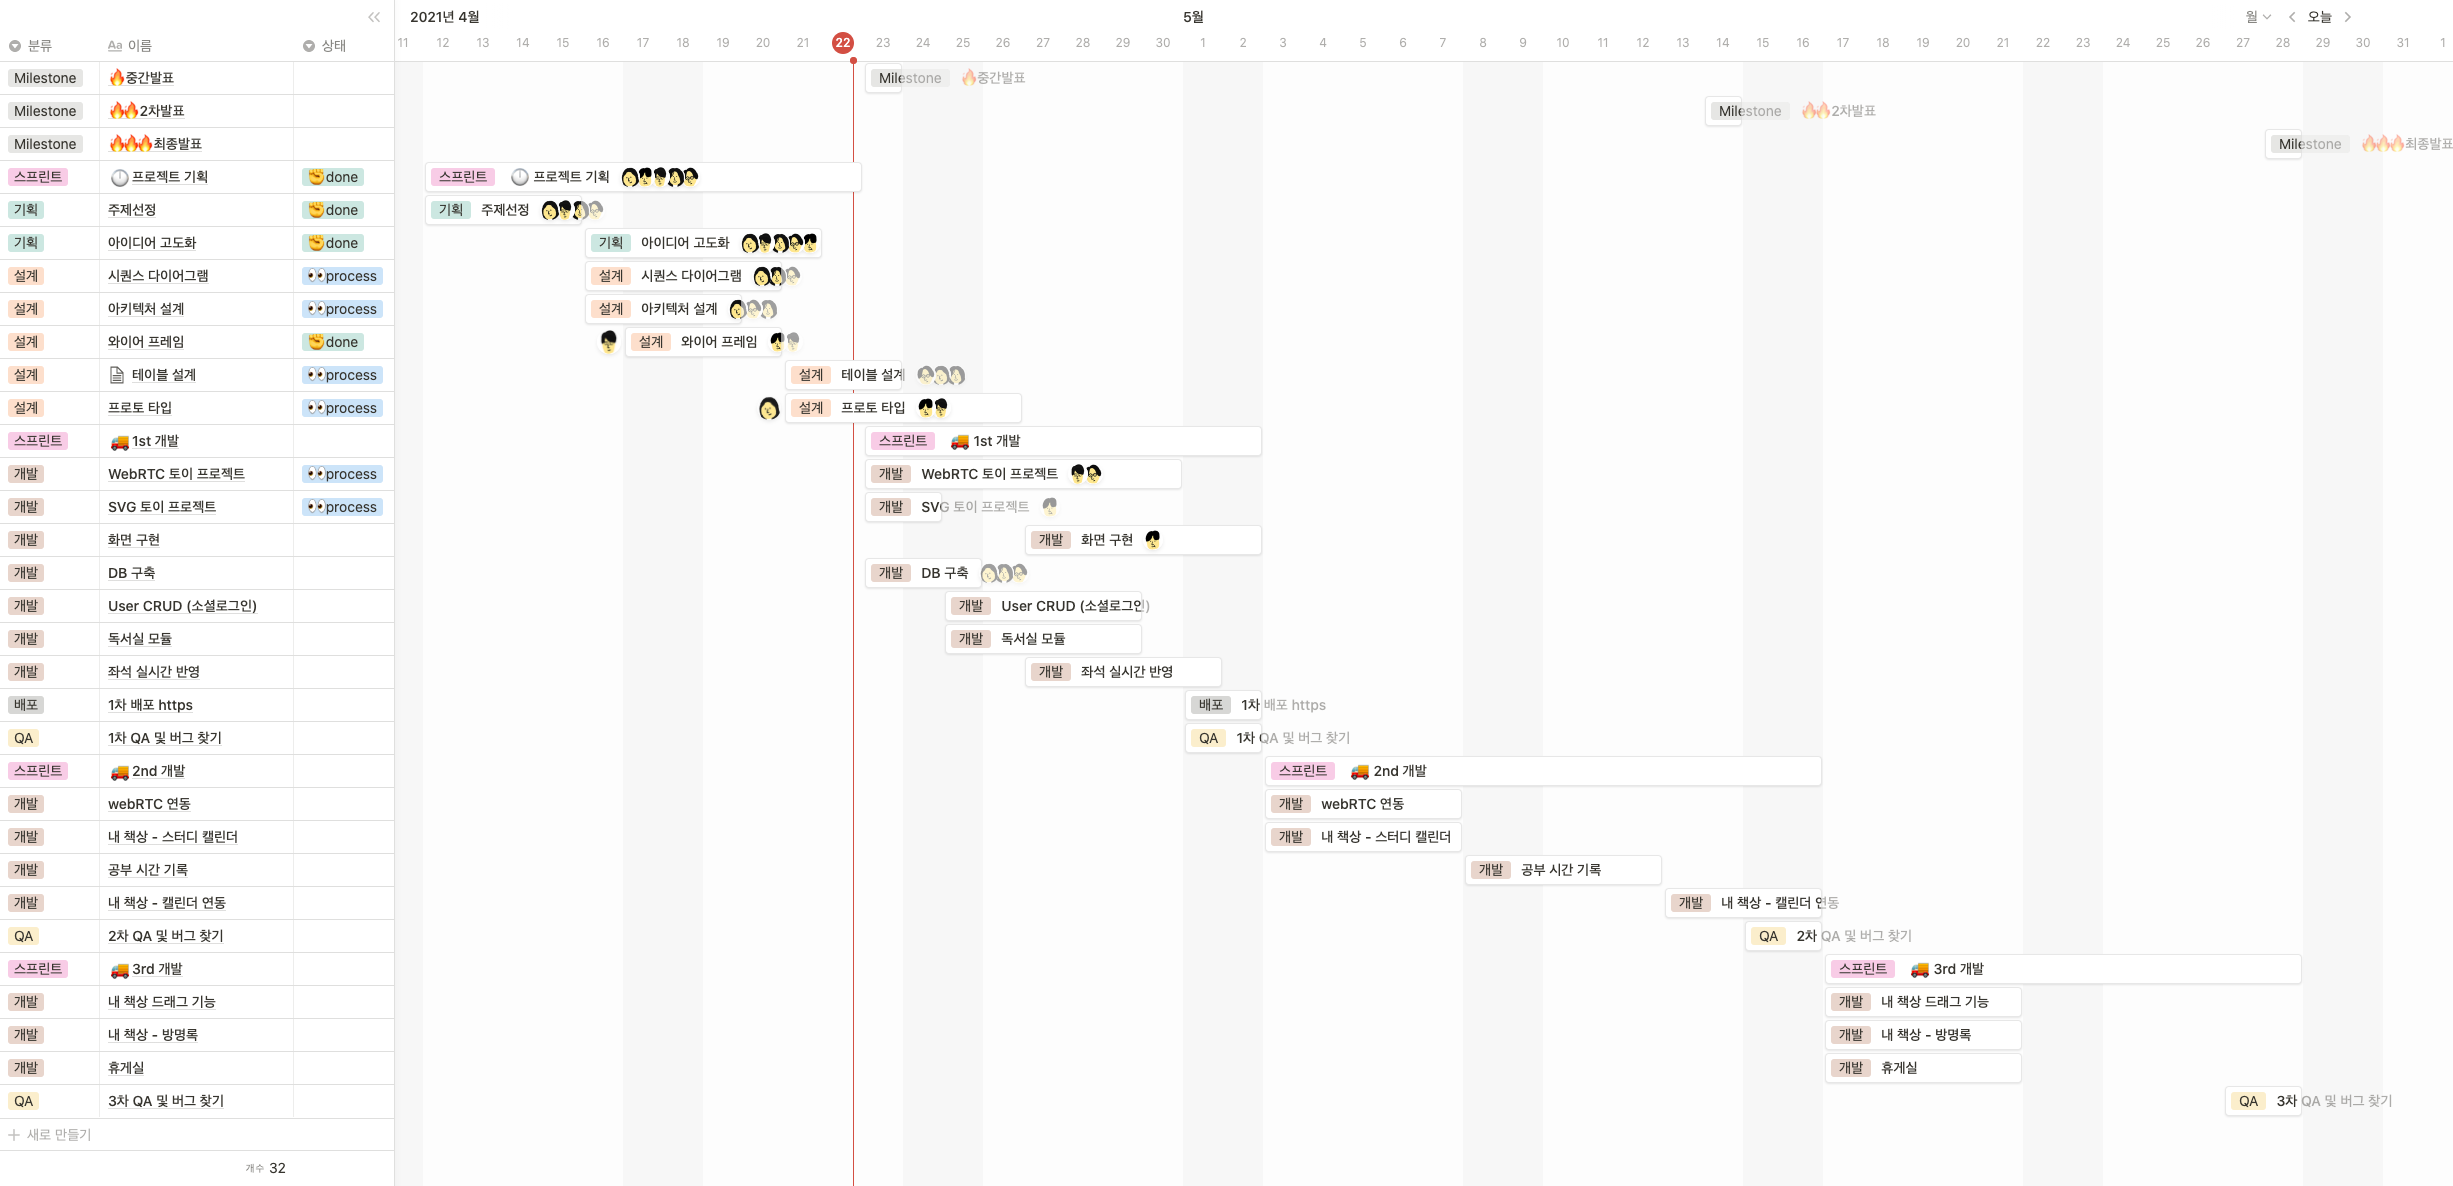 2021년 4월 5월 월 오늘
분류 Aa 이름 상태 11 12 13 14 15 16 17 18 19 20 21 22 23 24 25 26 27 28 29 30 1 2 3 4 5 6 7 8 9 10 11 12 13 14 15 16 17 18 19 20 21 22 23 24 25 26 27 28 29 30 31 1
Milestone 🔥중간발표 Milestone 🔥중간발표
Milestone 🔥🔥2차발표 Milestone 🔥🔥2차발표
Milestone 🔥🔥🔥최종발표 Milestone 🔥🔥🔥최종발표
스프린트 프로젝트 기획 ✊done 스프린트 프로젝트 기획
기획 주제선정 ✊done 기획 주제선정
기획 아이디어 고도화 ✊done 기획 아이디어 고도화
설계 시퀀스 다이어그램 👀process 설계 시퀀스 다이어그램
설계 아키텍처 설계 👀process 설계 아키텍처 설계
설계 와이어 프레임 ✊done 설계 와이어 프레임
설계 테이블 설계 👀process 설계 테이블 설계
설계 프로토 타입 👀process 설계 프로토 타입
스프린트 🚚 1st 개발 스프린트 🚚 1st 개발
개발 WebRTC 토이 프로젝트 👀process 개발 WebRTC 토이 프로젝트
개발 SVG 토이 프로젝트 👀process 개발 SVG 토이 프로젝트
개발 화면 구현 개발 화면 구현
개발 DB 구축 개발 DB 구축
개발 User CRUD (소셜로그인) 개발 User CRUD (소셜로그인)
개발 독서실 모듈 개발 독서실 모듈
개발 좌석 실시간 반영 개발 좌석 실시간 반영
배포 1차 배포 https 배포 1차 배포 https
QA 1차 QA 및 버그 찾기 QA 1차 QA 및 버그 찾기
스프린트 🚚 2nd 개발 스프린트 🚚 2nd 개발
개발 webRTC 연동 개발 webRTC 연동
개발 내 책상 - 스터디 캘린더 개발 내 책상 - 스터디 캘린더
개발 공부 시간 기록 개발 공부 시간 기록
개발 내 책상 - 캘린더 연동 개발 내 책상 - 캘린더 연동
QA 2차 QA 및 버그 찾기 QA 2차 QA 및 버그 찾기
스프린트 🚚 3rd 개발 스프린트 🚚 3rd 개발
개발 내 책상 드래그 기능 개발 내 책상 드래그 기능
개발 내 책상 - 방명록 개발 내 책상 - 방명록
개발 휴게실 개발 휴게실
QA 3차 QA 및 버그 찾기 QA 3차 QA 및 버그 찾기
새로 만들기
개수 32